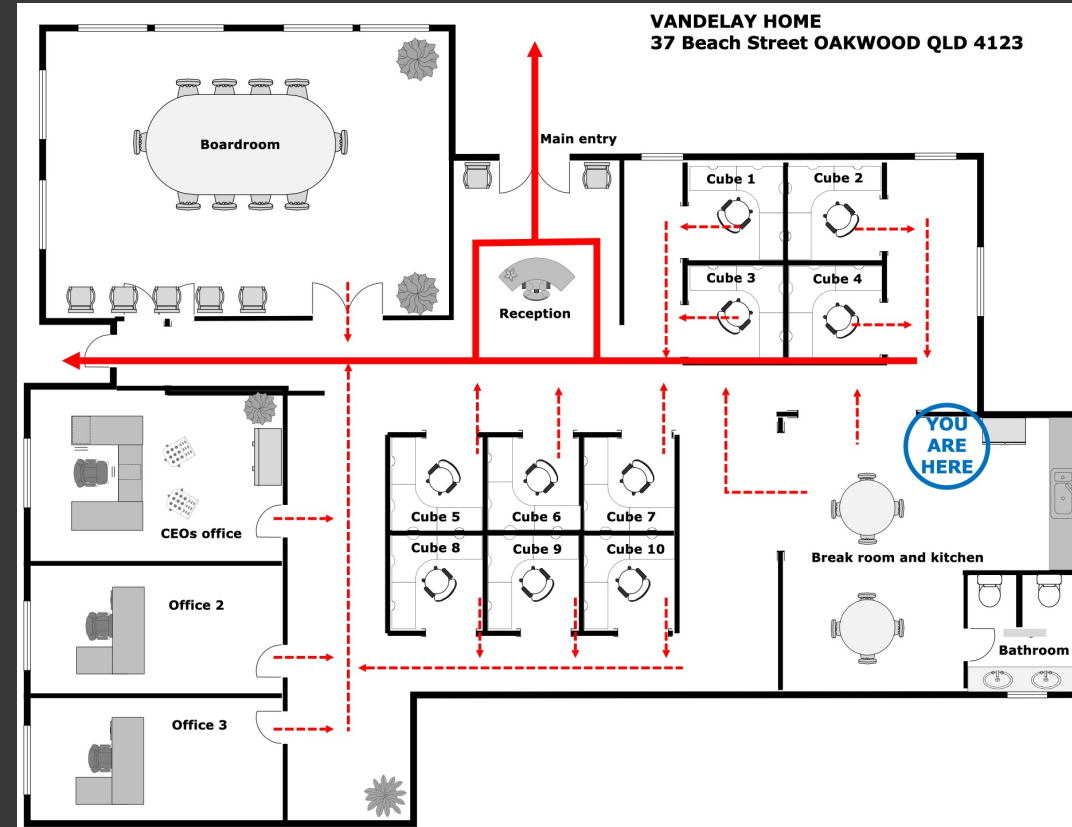 VANDELAY HOME
37 Beach Street OAKWOOD QLD 4123
Main entry
Boardroom
Cube 1
Cube 2
Cube 3
Cube 4
Reception
YOU
ARE
HERE
CEOs office
Cube 5
Cube 6
Cube 7
Cube 8
Cube 9
Cube 10
Break room and kitchen
Office 2
Bathroom
Office 3